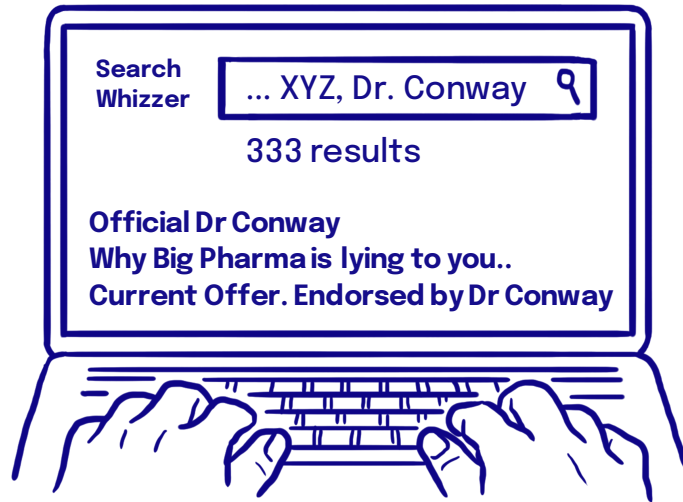 Search
Whizzer
... XYZ, Dr. Conway
333 results
Official Dr Conway
Why Big Pharma is lying to you..
Current Offer. Endorsed by Dr Conway